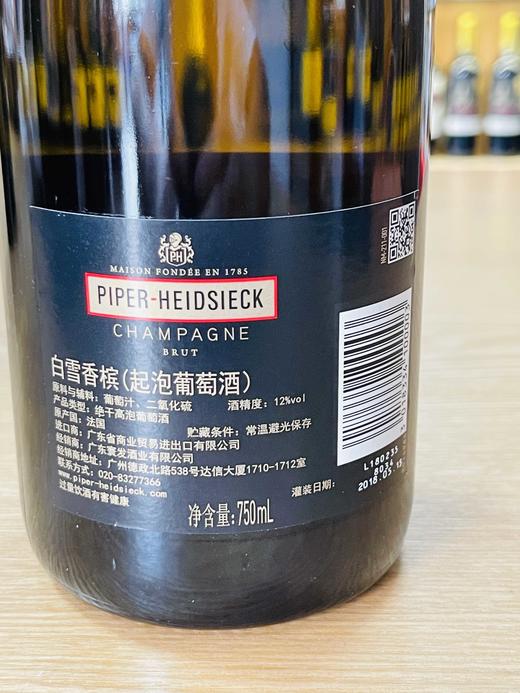 PH
MAISON FONDÉE EN 1785
PIPER-HEIDSIECK
CHAMPAGNE
BRUT
NM-211-001
白雪香槟(起泡葡萄酒)
原料与辅料：葡萄汁、二氧化硫 酒精度：12%vol
产品类型：绝干高泡葡萄酒
原产国：法国 贮藏条件：常温避光保存
进口商：广东省商业贸易进出口有限公司
经销商：广东寰发酒业有限公司
经销商地址：广州德政北路538号达信大厦1710-1712室
联系方式：020-83277366
www.piper-heidsieck.com
过量饮酒有害健康
净含量:750mL
灌装日期:
L180235
8034
2018.05.15